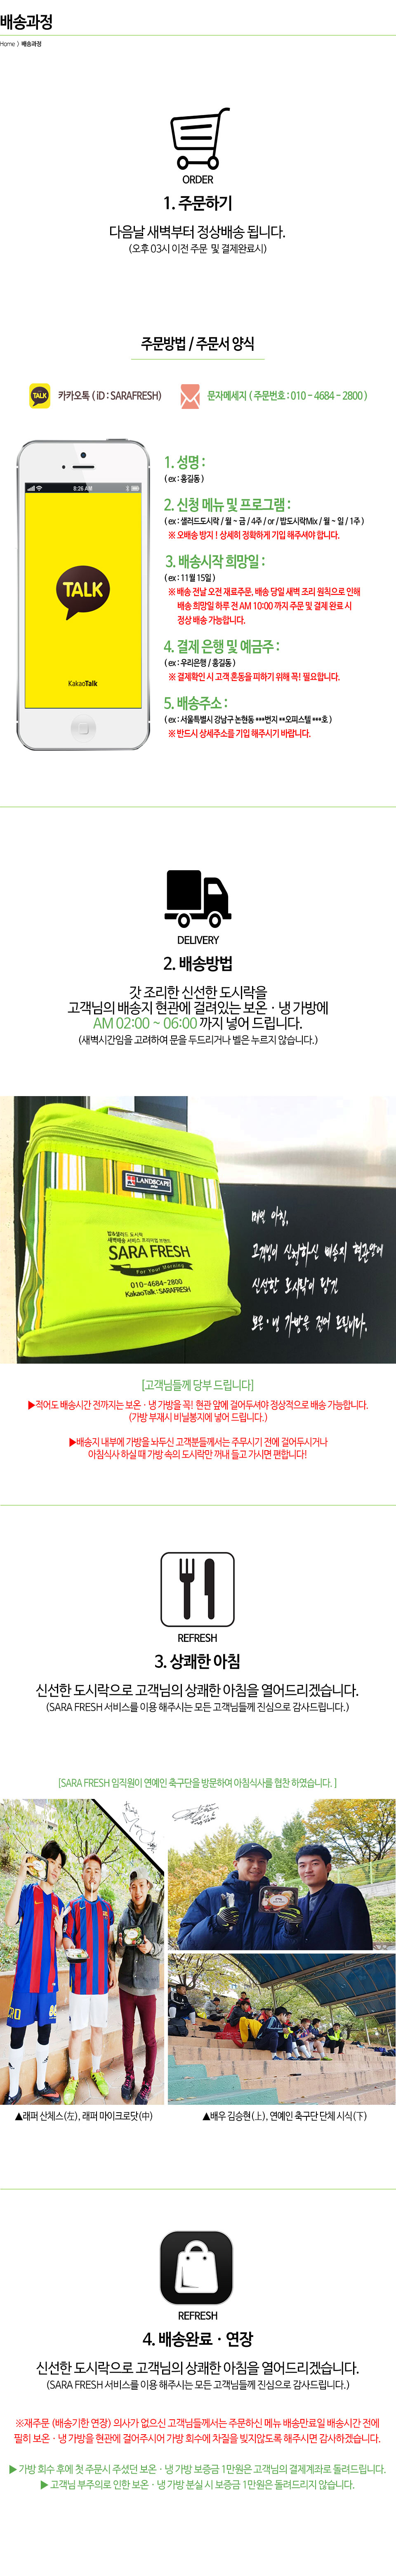 배송과정
Home > 배송과정
ORDER
1. 주문하기
다음날 새벽부터 정상배송 됩니다.
(오후 03시 이전 주문 및 결제완료시)
주문방법 / 주문서 양식
TALK
카카오톡 ( iD : SARAFRESH)
문자메세지 ( 주문번호 : 010 - 4684 - 2800 )
8:26 AM
TALK
KakaoTalk
1. 성명 :
( ex : 홍길동 )
2. 신청 메뉴 및 프로그램 :
( ex : 샐러드도시락 / 월 ~ 금 / 4주 / or / 밥도시락Mix / 월 ~ 일 / 1주 )
※ 오배송 방지 ! 상세히 정확하게 기입 해주셔야 합니다.
3. 배송시작 희망일 :
( ex : 11월 15일 )
※ 배송 전날 오전 재료주문, 배송 당일 새벽 조리 원칙으로 인해
배송 희망일 하루 전 AM 10:00 까지 주문 및 결제 완료 시
정상 배송 가능합니다.
4. 결제 은행 및 예금주 :
( ex : 우리은행 / 홍길동 )
※ 결제확인 시 고객 혼동을 피하기 위해 꼭! 필요합니다.
5. 배송주소 :
( ex : 서울특별시 강남구 논현동 ***번지 **오피스텔 ***호 )
※ 반드시 상세주소를 기입 해주시기 바랍니다.
DELIVERY
2. 배송방법
갓 조리한 신선한 도시락을
고객님의 배송지 현관에 걸려있는 보온 · 냉 가방에
AM 02:00 ~ 06:00 까지 넣어 드립니다.
(새벽시간임을 고려하여 문을 두드리거나 벨은 누르지 않습니다.)
LANDSCAPE
밥&샐러드 도시락
새벽배송 서비스 프리미엄 브랜드
SARA FRESH
For Your Morning
010-4684-2800
KakaoTalk : SARAFRESH
매일 아침,
고객님이 신청하신 배송지 현관앞에
신선한 도시락이 담긴
보온 · 냉 가방을 걸어 드립니다.
[고객님들께 당부 드립니다]
▶적어도 배송시간 전까지는 보온 · 냉 가방을 꼭! 현관 앞에 걸어두셔야 정상적으로 배송 가능합니다.
(가방 부재시 비닐봉지에 넣어 드립니다.)
▶배송지 내부에 가방을 놔두신 고객분들께서는 주무시기 전에 걸어두시거나
아침식사 하실 때 가방 속의 도시락만 꺼내 들고 가시면 편합니다!
REFRESH
3. 상쾌한 아침
신선한 도시락으로 고객님의 상쾌한 아침을 열어드리겠습니다.
(SARA FRESH 서비스를 이용 해주시는 모든 고객님들께 진심으로 감사드립니다.)
[SARA FRESH 임직원이 연예인 축구단을 방문하여 아침식사를 협찬 하였습니다. ]
▲래퍼 산체스(左), 래퍼 마이크로닷(中)
▲배우 김승현(上), 연예인 축구단 단체 시식(下)
REFRESH
4. 배송완료 · 연장
신선한 도시락으로 고객님의 상쾌한 아침을 열어드리겠습니다.
(SARA FRESH 서비스를 이용 해주시는 모든 고객님들께 진심으로 감사드립니다.)
※재주문 (배송기한 연장) 의사가 없으신 고객님들께서는 주문하신 메뉴 배송만료일 배송시간 전에
필히 보온 · 냉 가방을 현관에 걸어주시어 가방 회수에 차질을 빚지않도록 해주시면 감사하겠습니다.
▶ 가방 회수 후에 첫 주문시 주셨던 보온 · 냉 가방 보증금 1만원은 고객님의 결제계좌로 돌려드립니다.
▶ 고객님 부주의로 인한 보온 · 냉 가방 분실 시 보증금 1만원은 돌려드리지 않습니다.